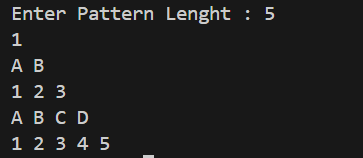 Enter Pattern Lenght : 5
1
A B
1 2 3
A B C D
1 2 3 4 5